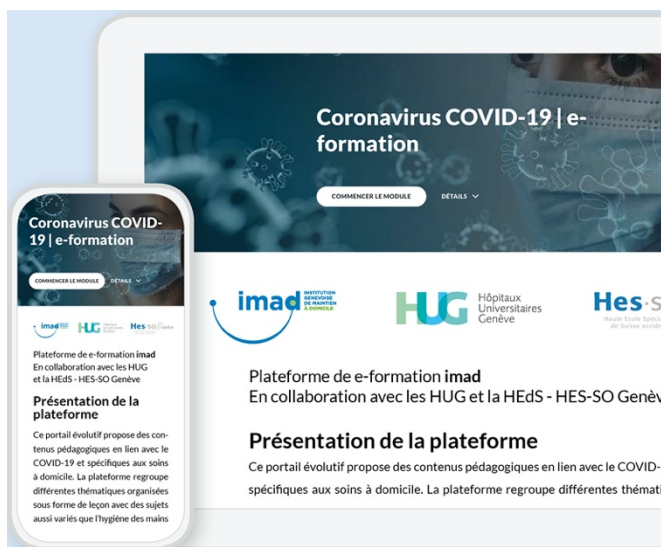 Coronavirus COVID-19 | e-
formation
COMMENCER LE MODULE
DÉTAILS
imad INSTITUTION
GENEVOISE
DE MAINTIEN
À DOMICILE
HUG Hôpitaux
Universitaires
Genève
Hes·s
Haute Ecole Spéci
de Suisse occide
Plateforme de e-formation imad
En collaboration avec les HUG et la HEdS - HES-SO Genèv
Présentation de la plateforme
Ce portail évolutif propose des contenus pédagogiques en lien avec le COVID-
spécifiques aux soins à domicile. La plateforme regroupe différentes thémati
Coronavirus COVID-
19 | e-formation
COMMENCER LE MODULE
DÉTAILS
imad
HUG
Hes·so
Plateforme de e-formation imad
En collaboration avec les HUG
et la HEdS - HES-SO Genève
Présentation de la
plateforme
Ce portail évolutif propose des con-
tenus pédagogiques en lien avec le
COVID-19 et spécifiques aux soins
à domicile. La plateforme regroupe
différentes thématiques organisées
sous forme de leçon avec des sujets
aussi variés que l'hygiène des mains